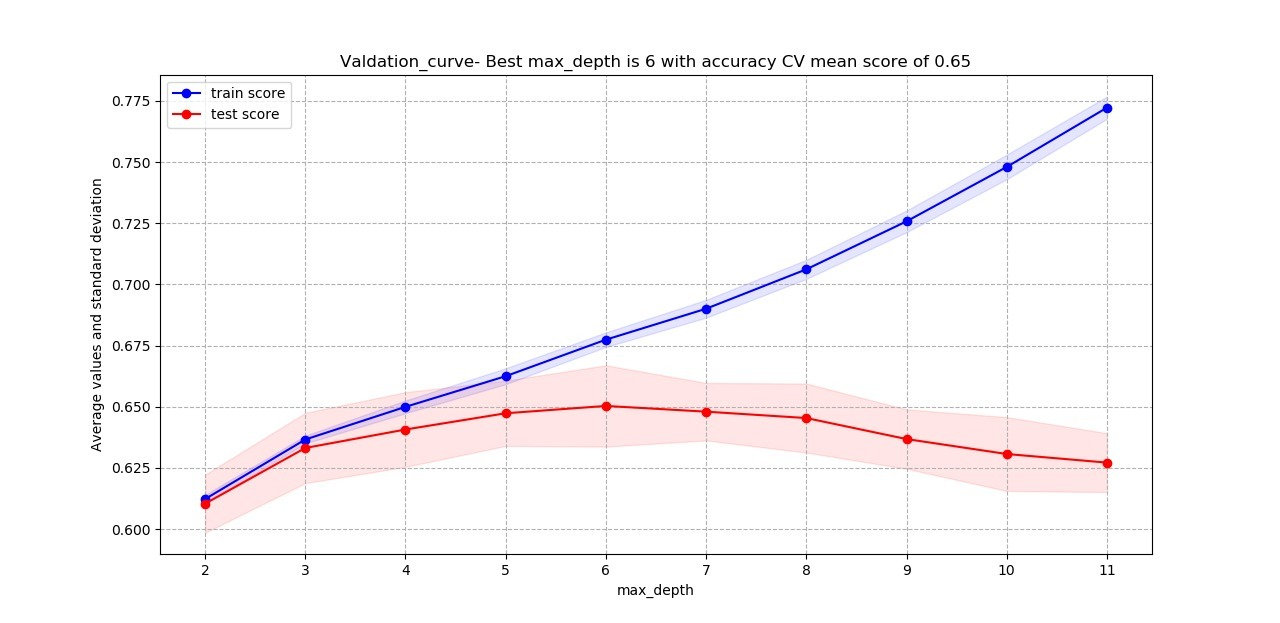 Valdation_curve- Best max_depth is 6 with accuracy CV mean score of 0.65
train score
test score
Average values and standard deviation
0.775
0.750
0.725
0.700
0.675
0.650
0.625
0.600
2 3 4 5 6 7 8 9 10 11
max_depth